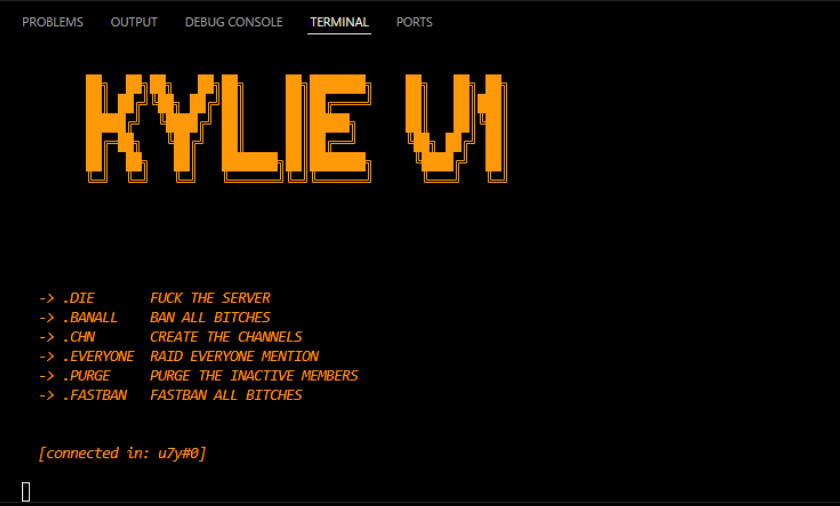 PROBLEMS OUTPUT DEBUG CONSOLE TERMINAL PORTS
KYLIE V1
-> .DIE FUCK THE SERVER
-> .BANALL BAN ALL BITCHES
-> .CHN CREATE THE CHANNELS
-> .EVERYONE RAID EVERYONE MENTION
-> .PURGE PURGE THE INACTIVE MEMBERS
-> .FASTBAN FASTBAN ALL BITCHES
[connected in: u7y#0]